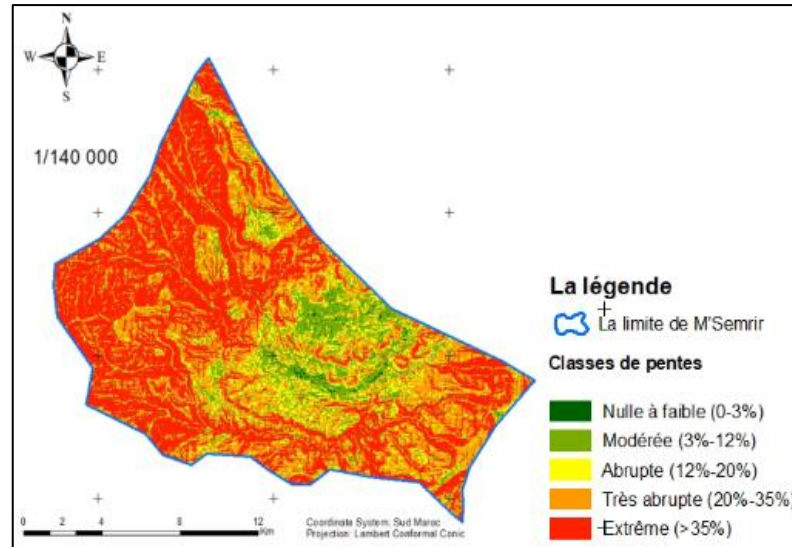 N
W E
S
1/140 000
La légende
La limite de M'Semrir
Classes de pentes
Nulle à faible (0-3%)
Modérée (3%-12%)
Abrupte (12%-20%)
Très abrupte (20%-35%)
Extrême (>35%)
0 2 4 8 12
Km
Coordinate System: Sud Maroc
Projection: Lambert Conformal Conic